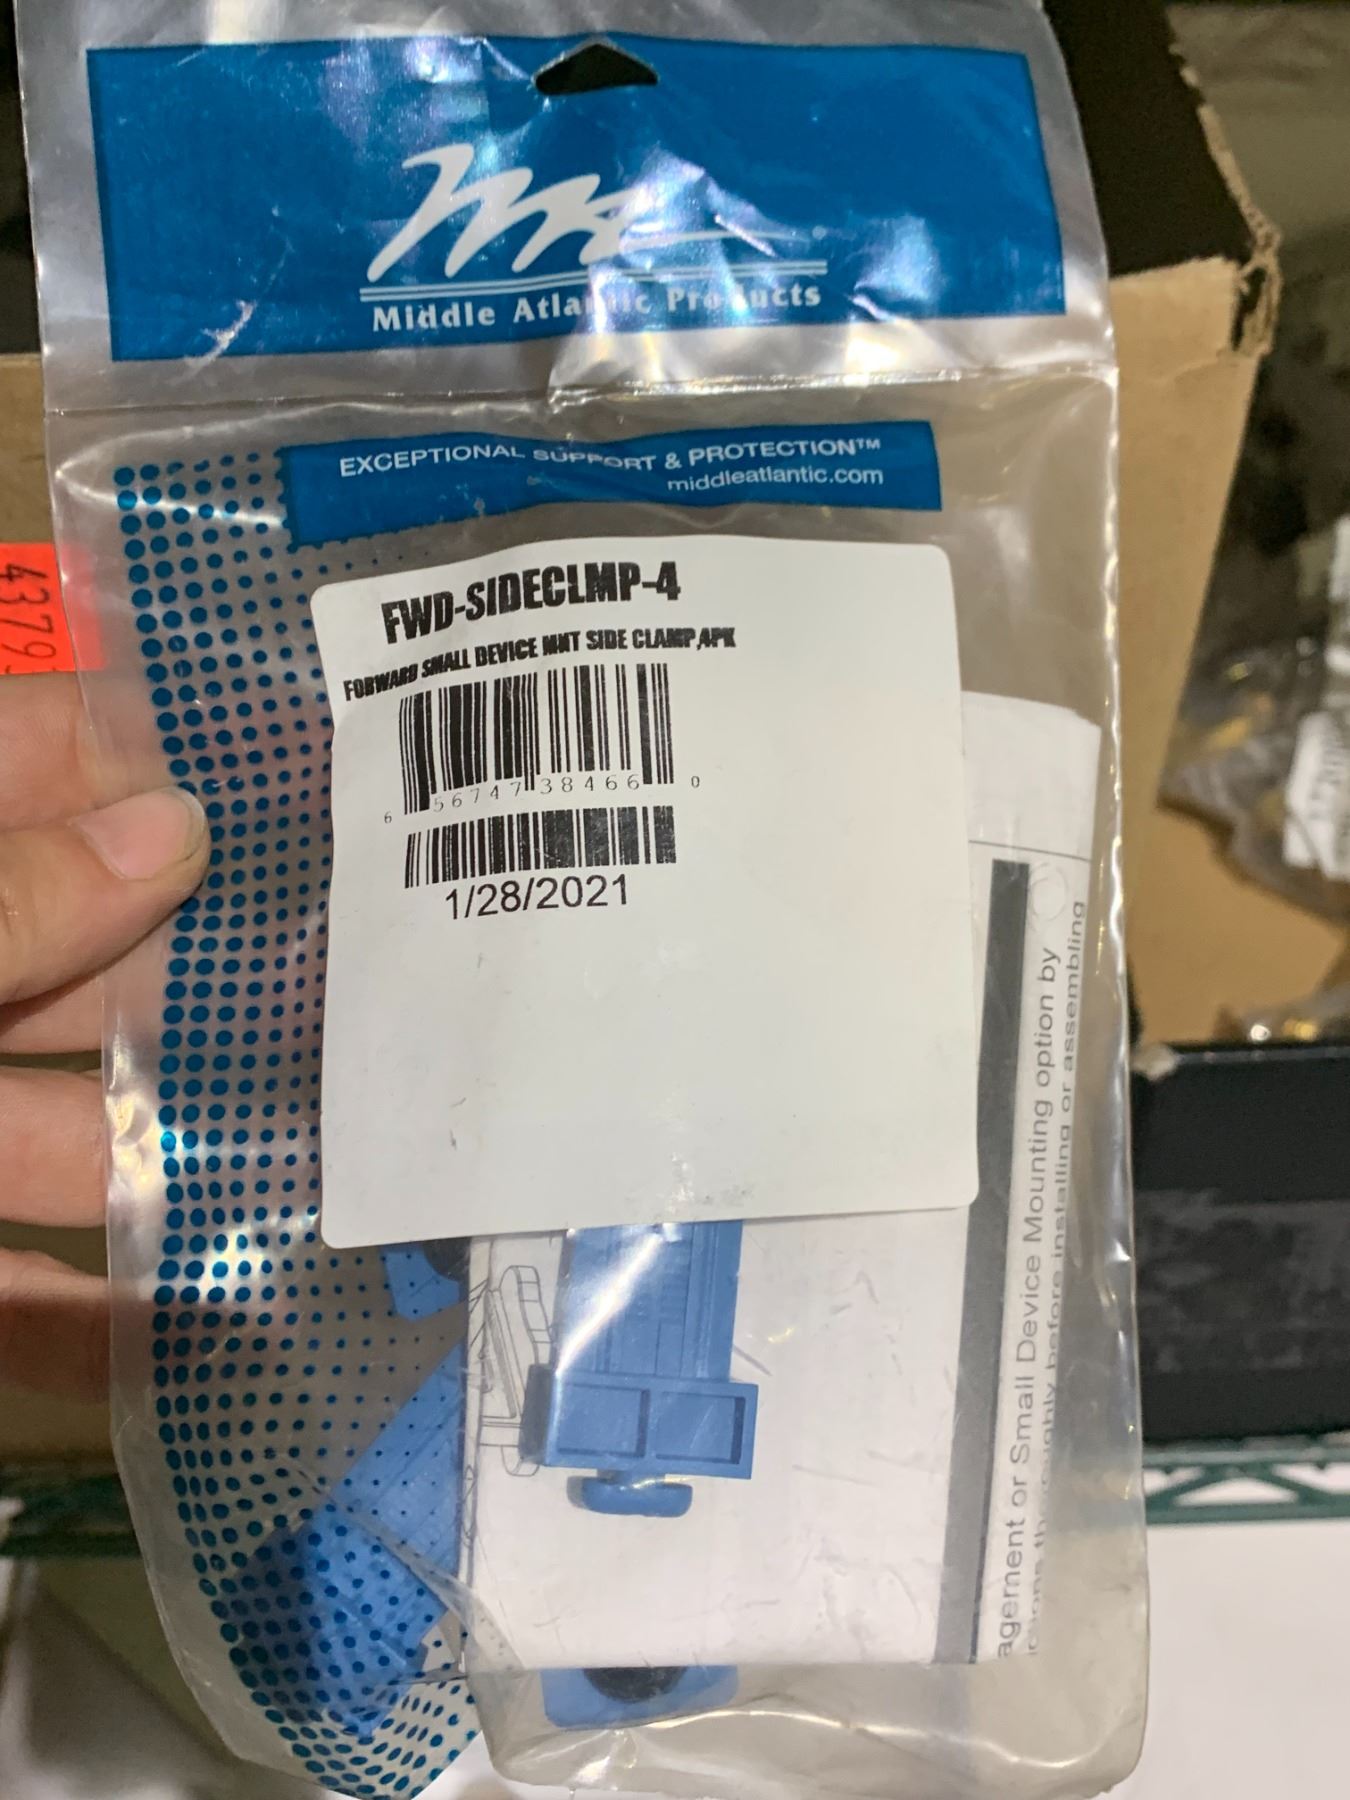 Middle Atlantic Products
EXCEPTIONAL SUPPORT & PROTECTION™
middleatlantic.com
FWD-SIDECLMP-4
FORWARD SMALL DEVICE MNT SIDE CLAMP,4PK
6 56747 38466 0
1/28/2021
4379
agement or Small Device Mounting option by
before installing or assembling